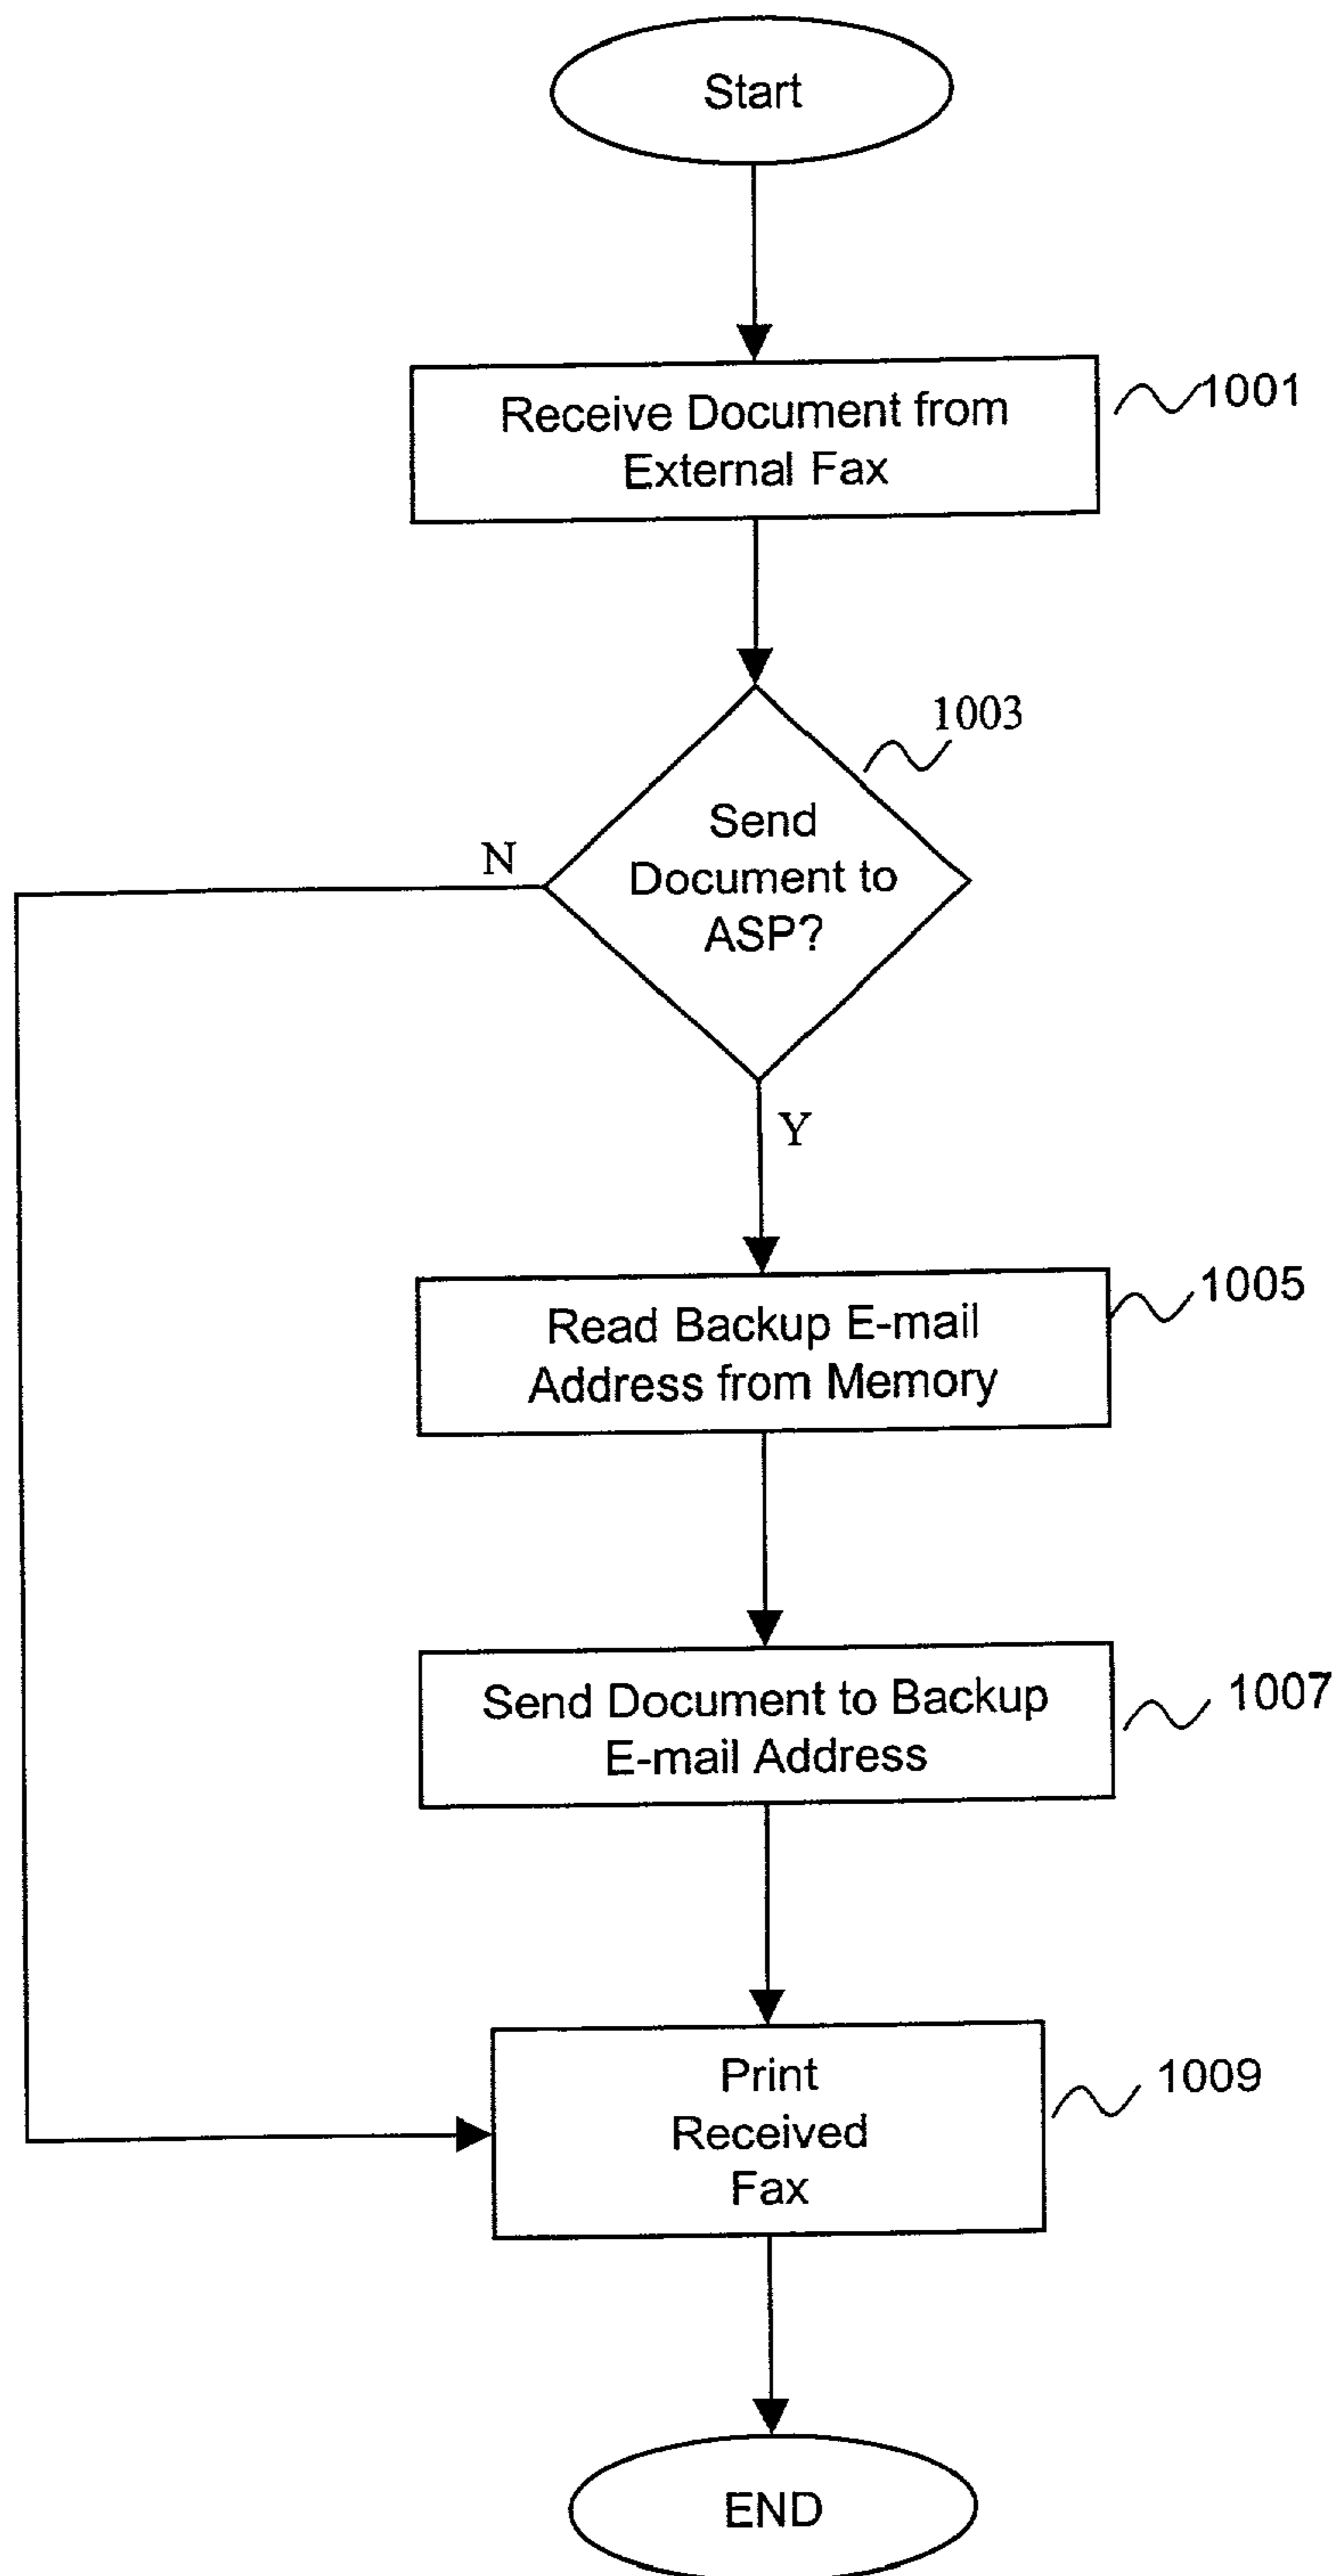 Start
Receive Document from
External Fax
1001
1003
Send
Document to
ASP?
N
Y
Read Backup E-mail
Address from Memory
1005
Send Document to Backup
E-mail Address
1007
Print
Received
Fax
1009
END